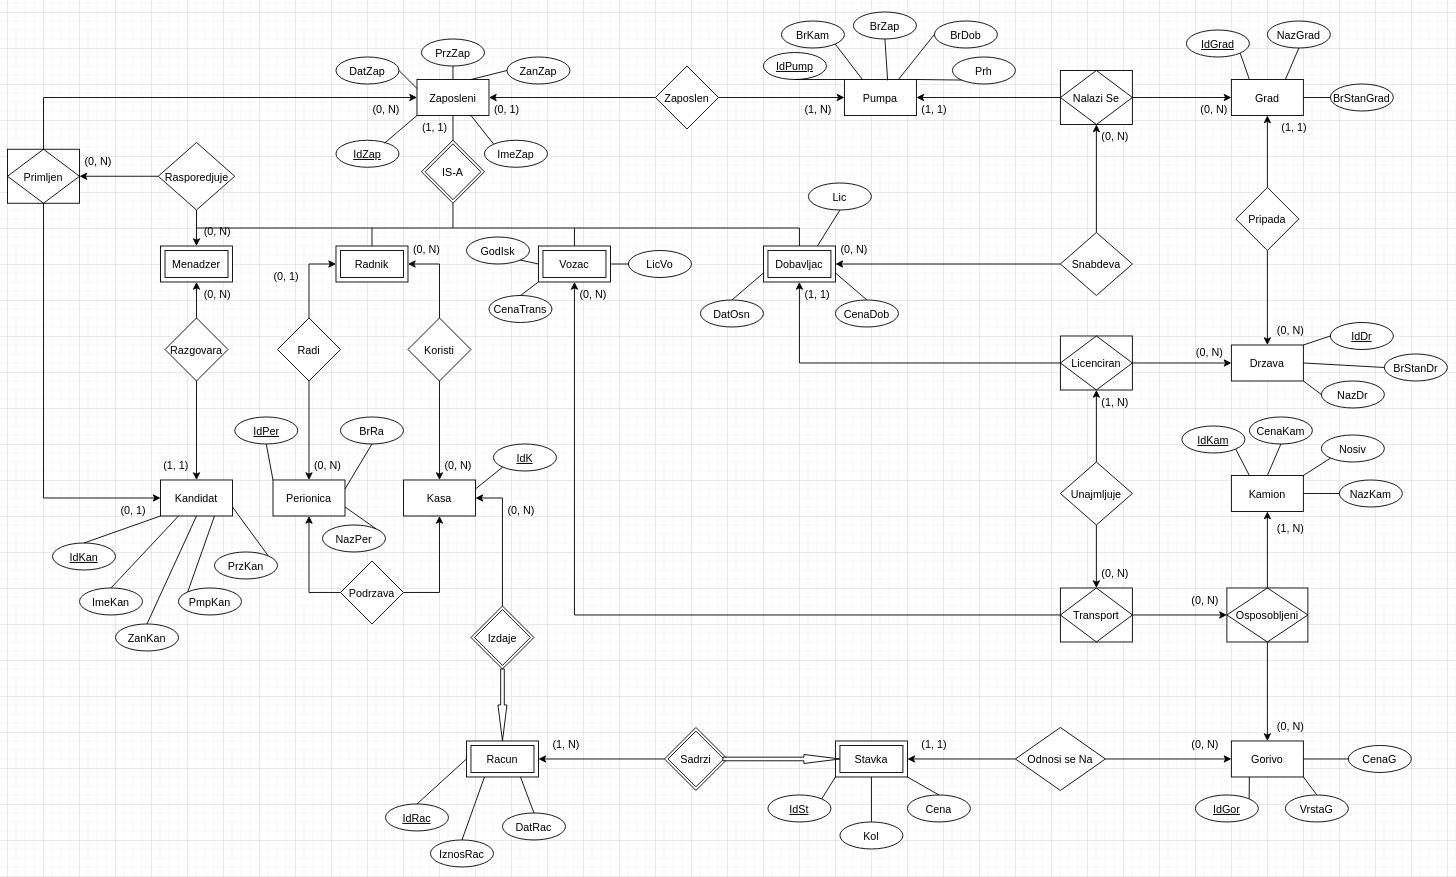 BrZap
BrKam
BrDob
NazGrad
IdGrad
PrzZap
DatZap
ZanZap
IdPump
Prh
Zaposleni
Zaposlen
Pumpa
Nalazi Se
Grad
BrStanGrad
(0, N)
(0, 1)
(1, N)
(1, 1)
(0, N)
(1, 1)
(1, 1)
(0, N)
IdZap
ImeZap
(0, N)
Primljen
Rasporedjuje
IS-A
Lic
Pripada
(0, N)
(0, N)
(0, N)
GodIsk
Menadzer
Radnik
Vozac
LicVo
Dobavljac
Snabdeva
(0, 1)
(0, N)
(0, N)
(1, 1)
CenaTrans
DatOsn
CenaDob
(0, N)
IdDr
Razgovara
Radi
Koristi
(0, N)
Licenciran
Drzava
BrStanDr
NazDr
(1, N)
IdPer
BrRa
IdKam
CenaKam
Nosiv
(1, 1)
(0, N)
(0, N)
IdK
Kandidat
Perionica
Kasa
Unajmljuje
Kamion
NazKam
(0, 1)
(0, N)
(1, N)
NazPer
IdKan
PrzKan
(0, N)
Podrzava
ImeKan
PmpKan
(0, N)
Transport
Osposobljeni
ZanKan
Izdaje
(0, N)
(1, N)
(1, 1)
(0, N)
Racun
Sadrzi
Stavka
Odnosi se Na
Gorivo
CenaG
IdSt
Cena
IdGor
VrstaG
IdRac
DatRac
Kol
IznosRac